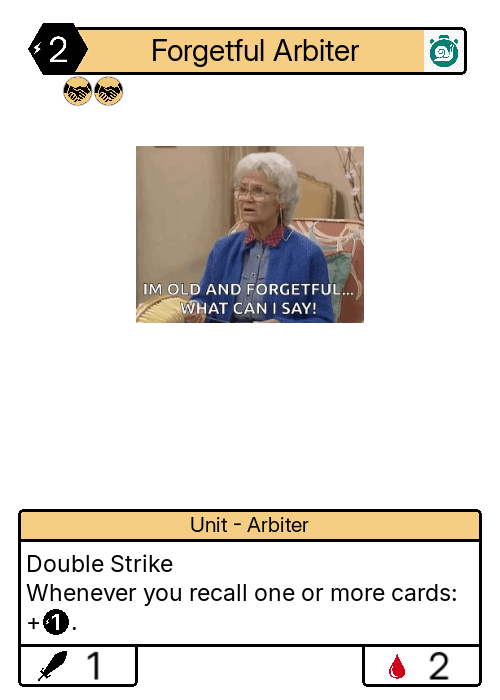 2
Forgetful Arbiter
IM OLD AND FORGETFUL...
WHAT CAN I SAY!
Unit - Arbiter
Double Strike
Whenever you recall one or more cards:
+1.
1
2